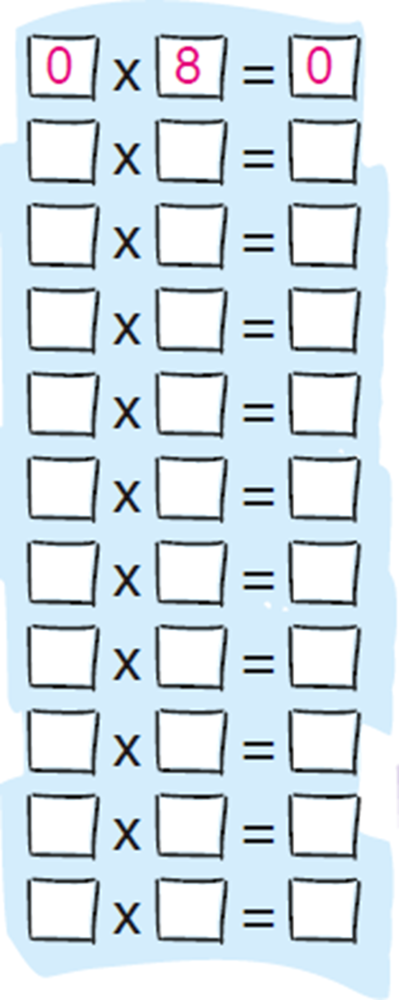 0 x 8 = 0
x =
x =
x =
x =
x =
x =
x =
x =
x =
x =